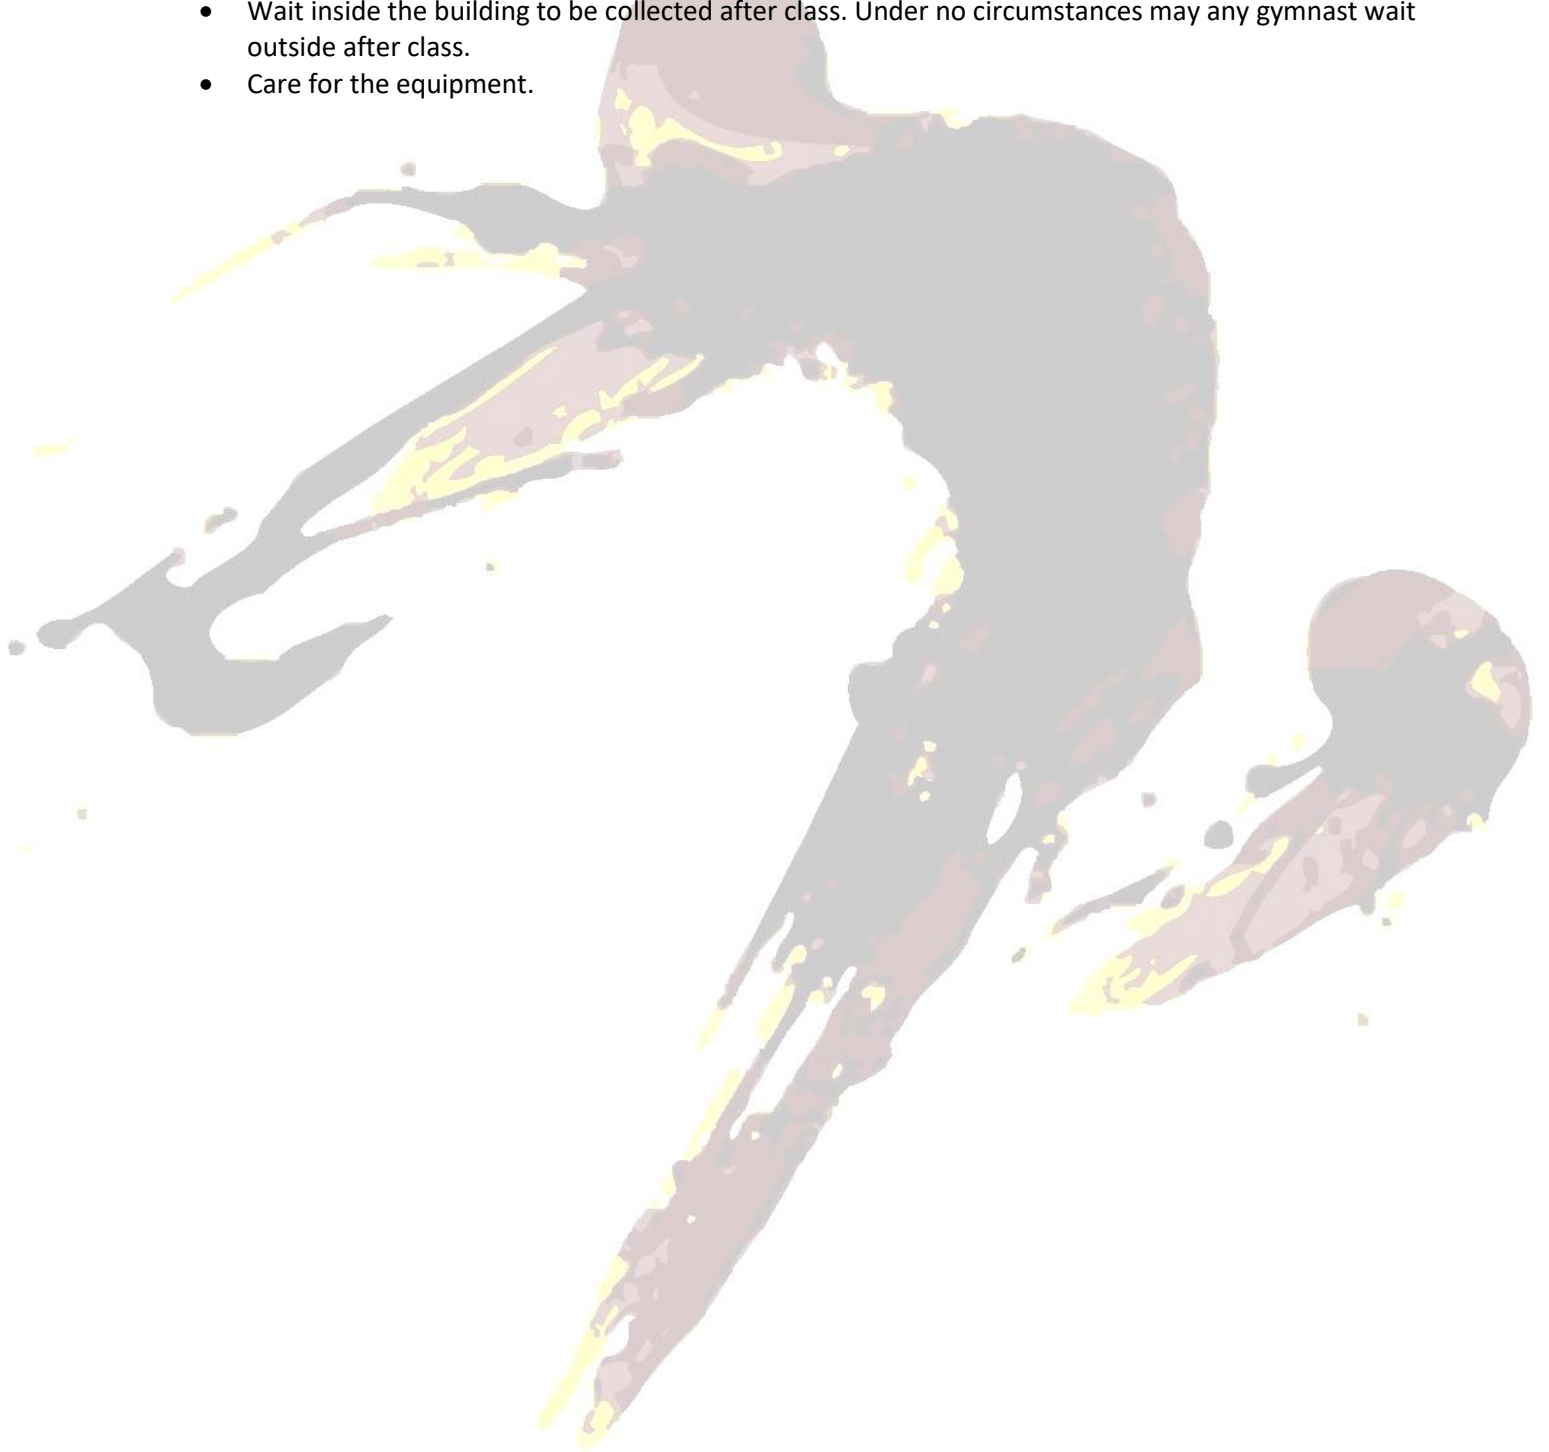 • Wait inside the building to be collected after class. Under no circumstances may any gymnast wait
outside after class.
• Care for the equipment.